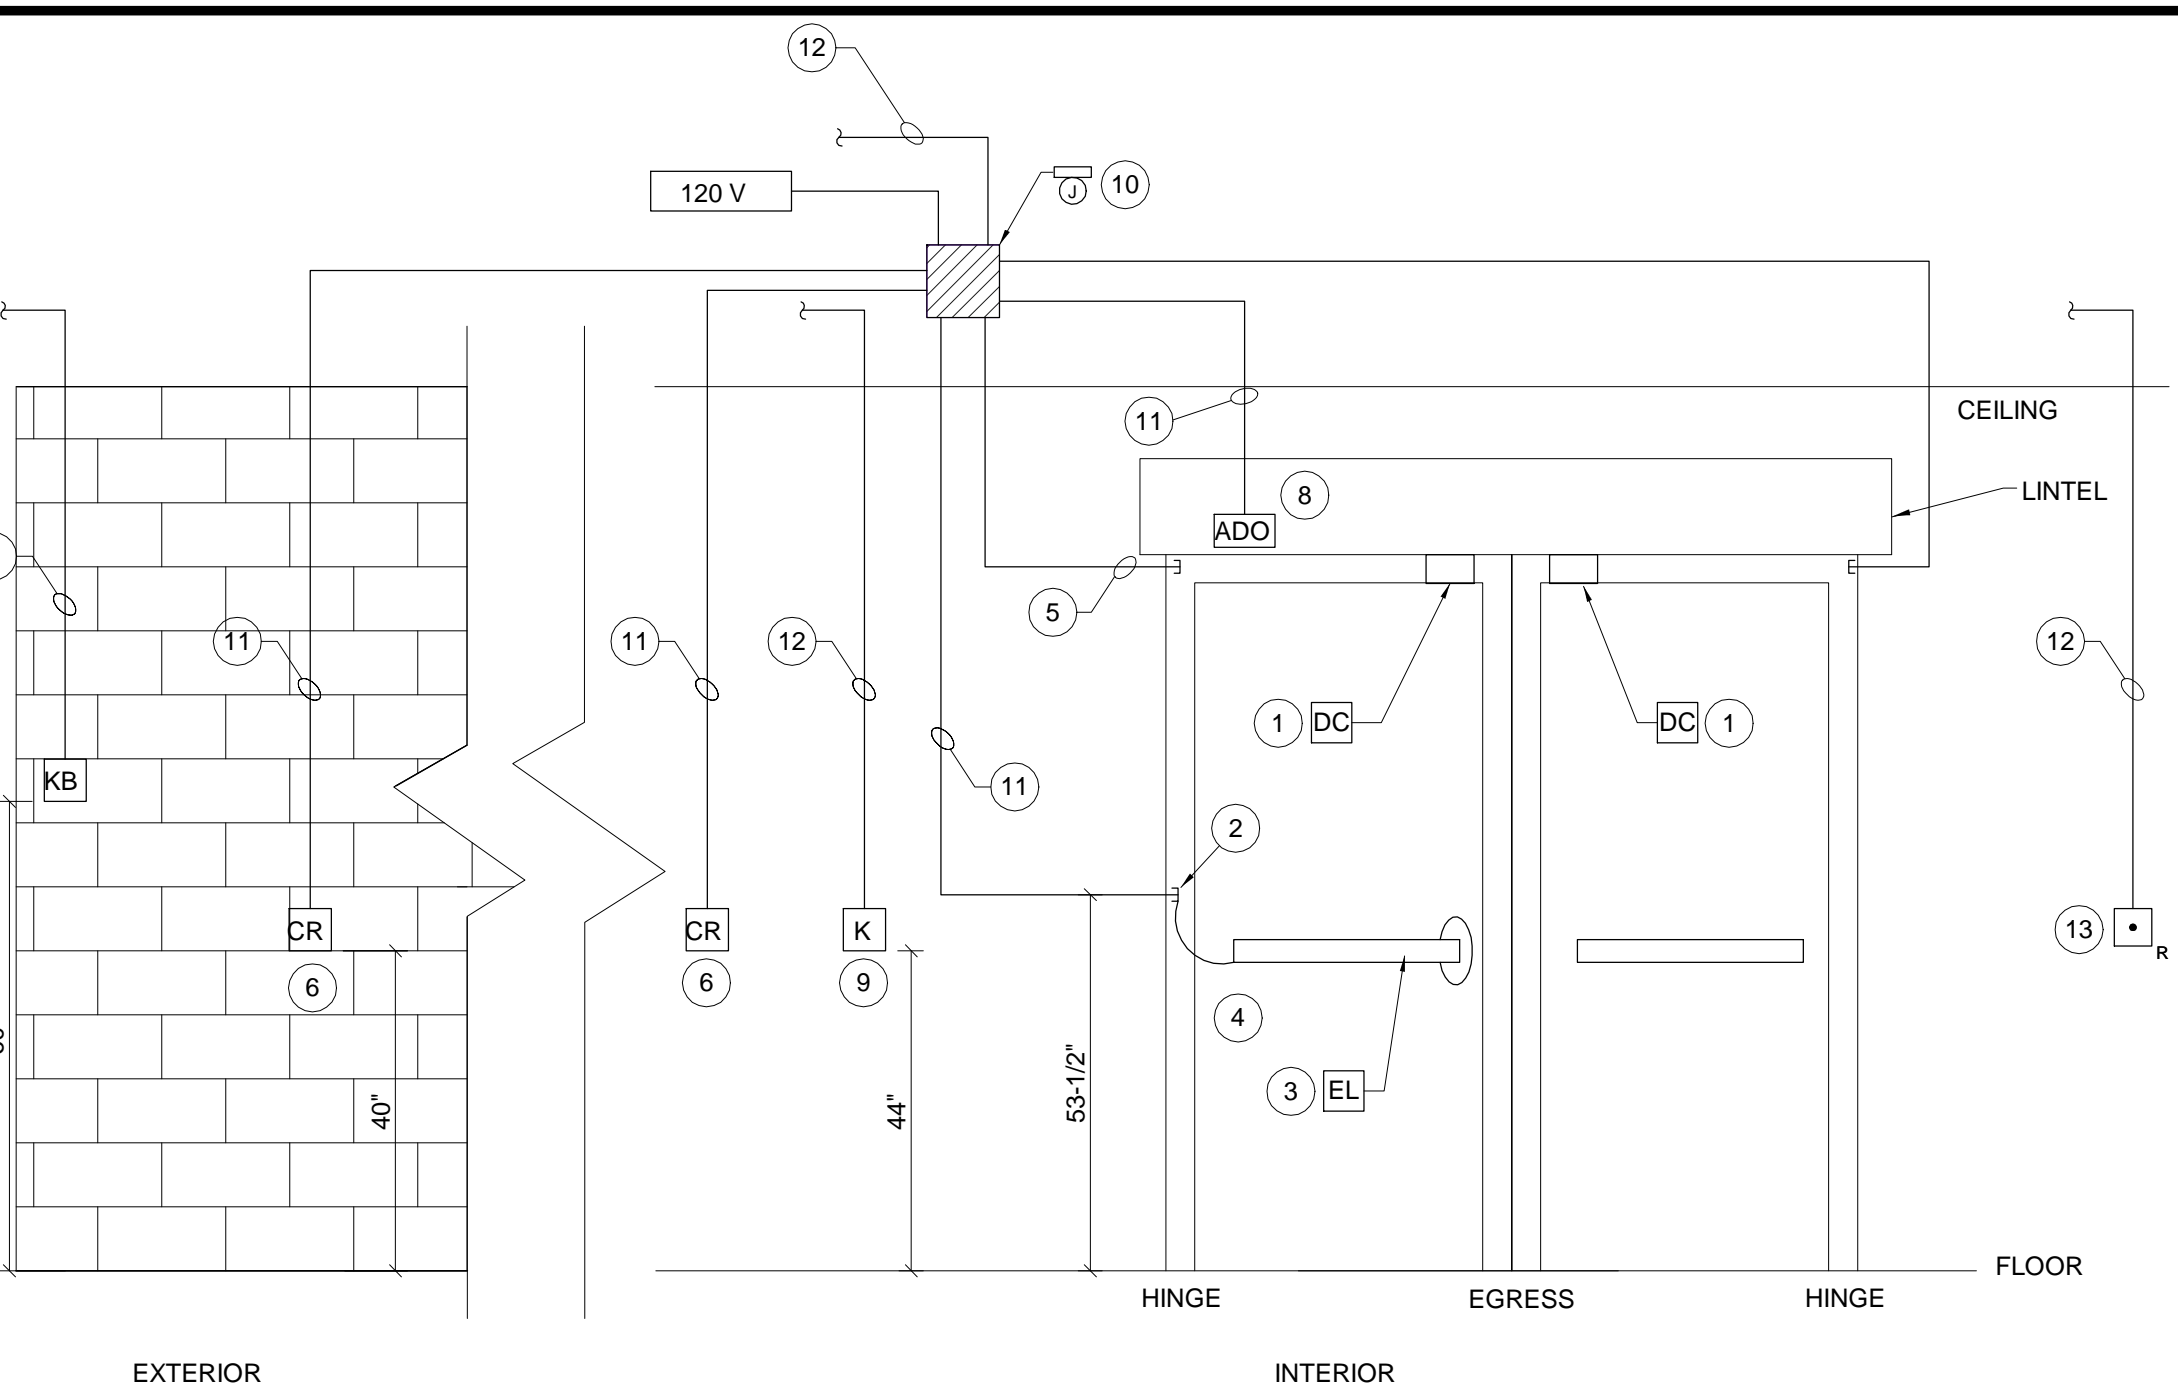 12
120 V
J
10
CEILING
11
8
LINTEL
ADO
5
11
11
12
12
1
DC
DC
1
KB
11
2
CR
CR
K
13
R
6
6
9
4
40"
44"
53-1/2"
3
EL
FLOOR
HINGE
EGRESS
HINGE
EXTERIOR
INTERIOR